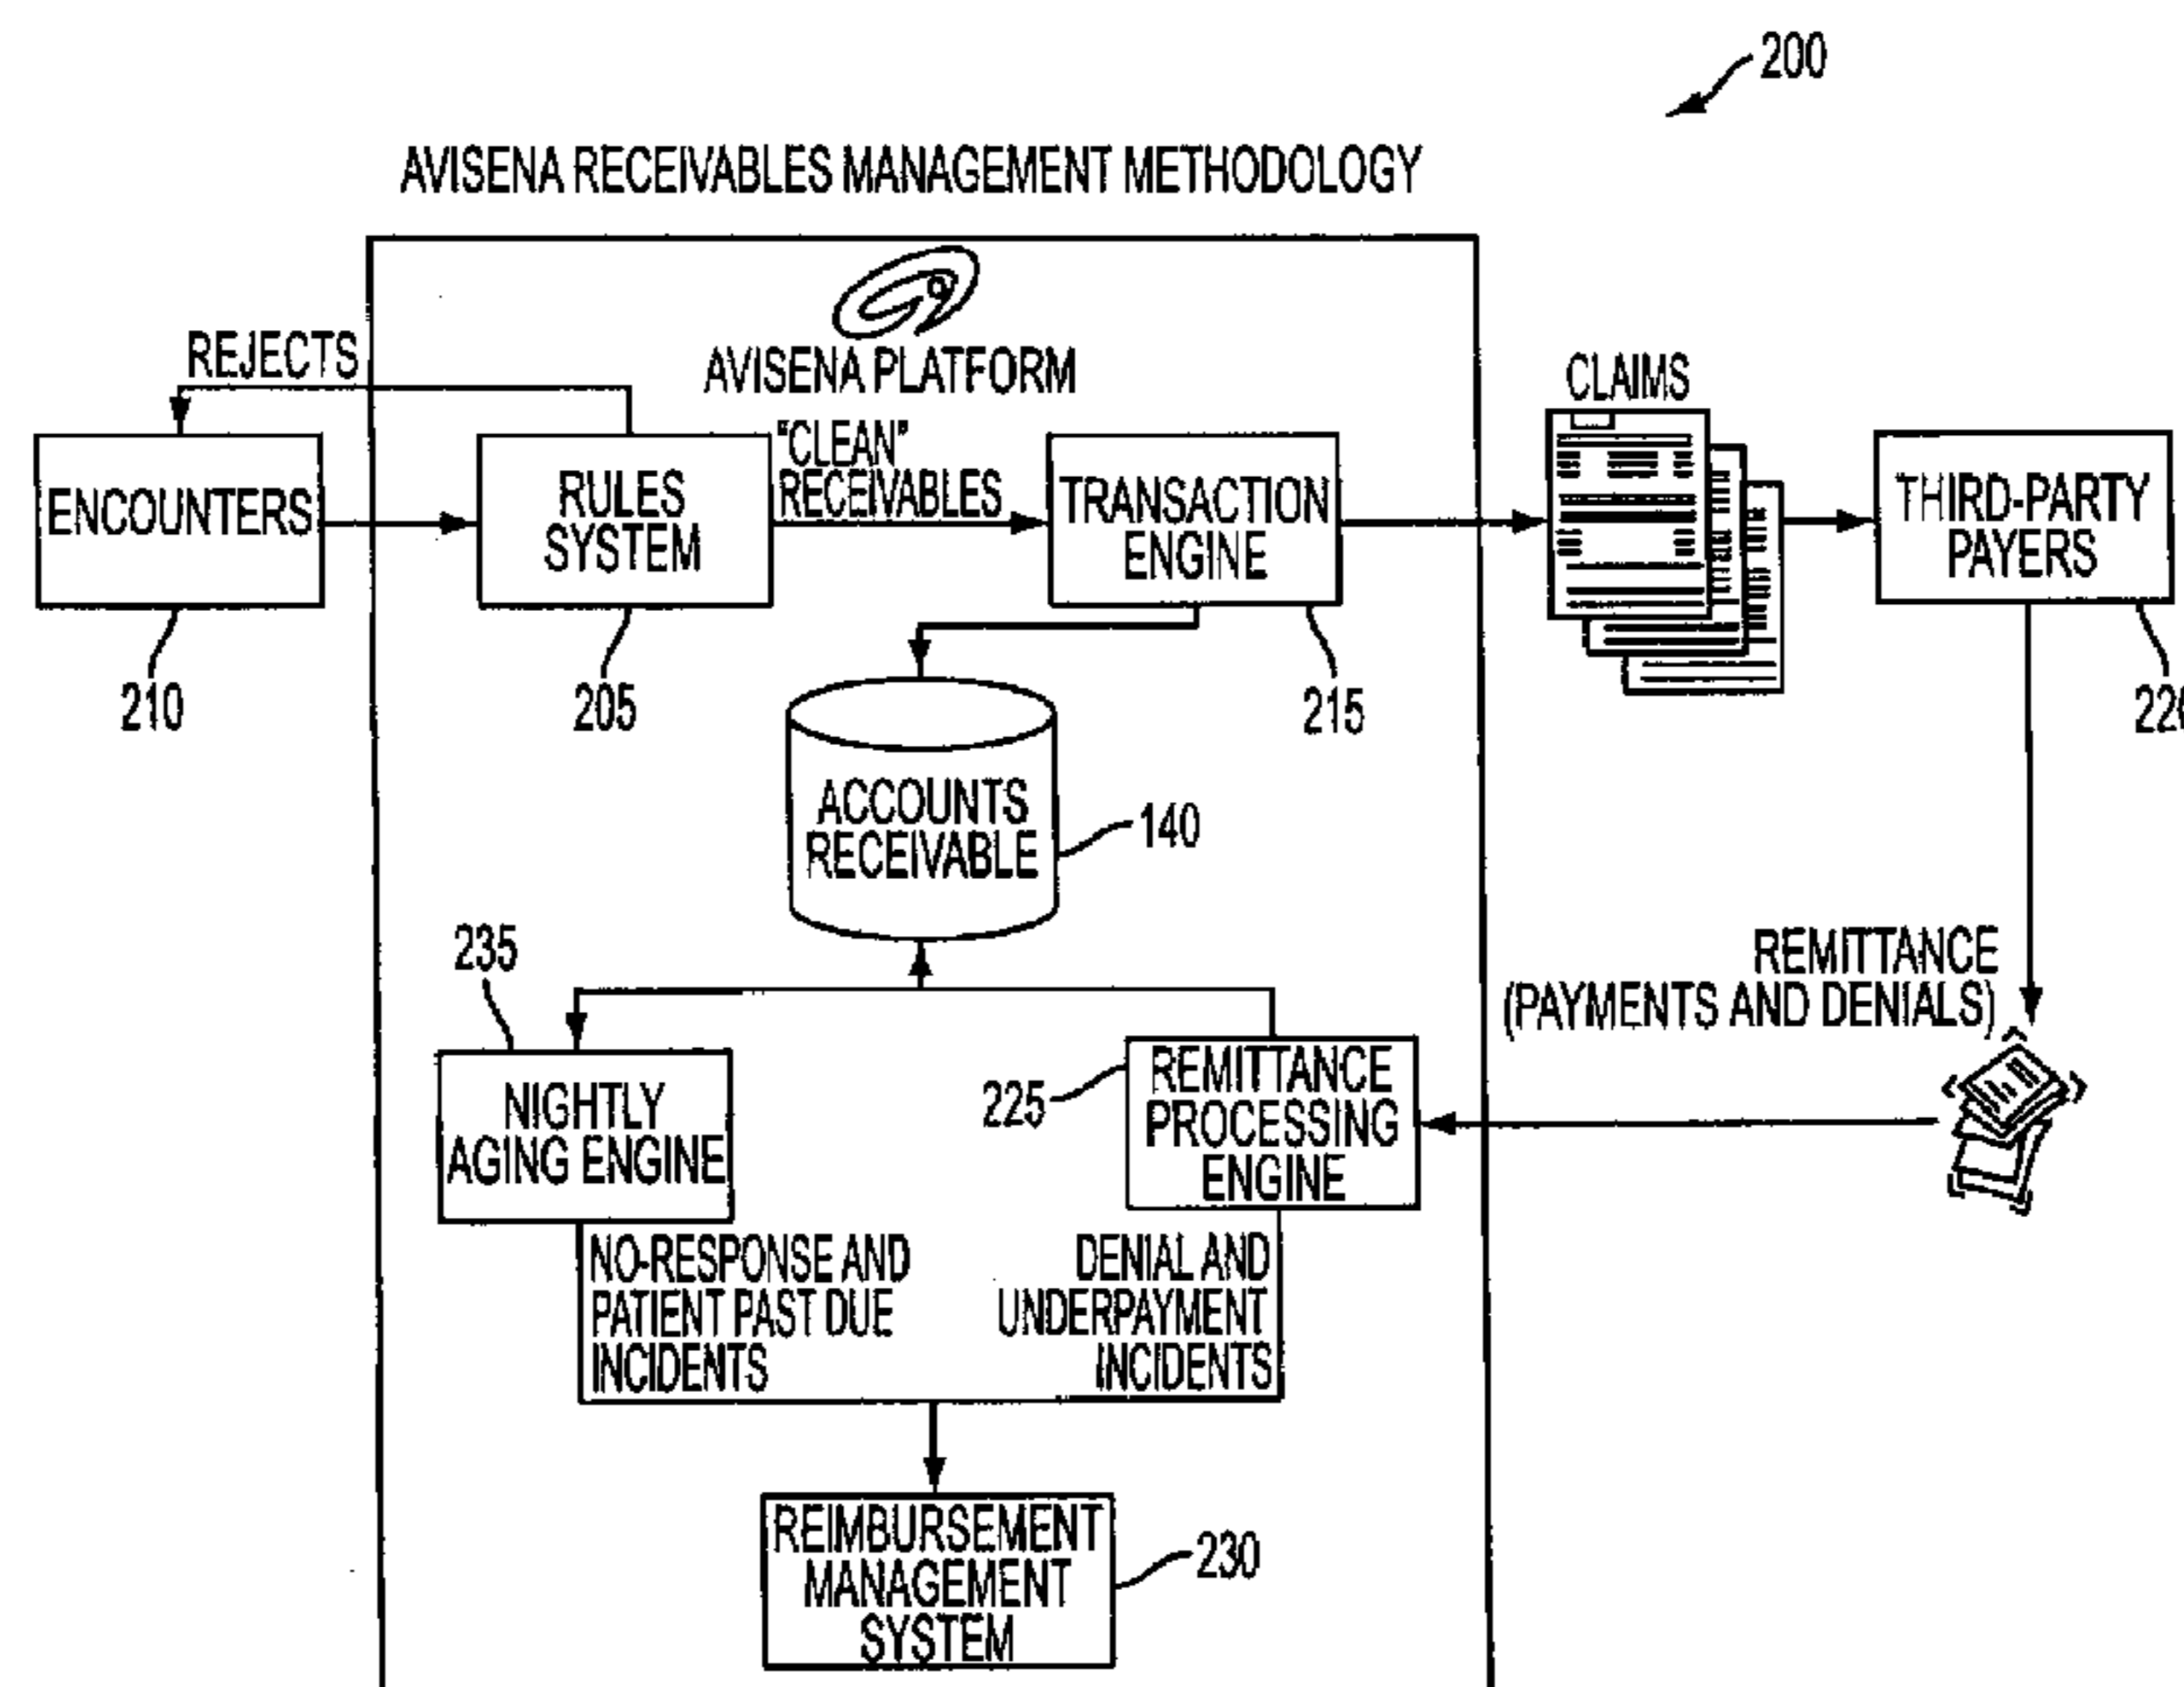 200
AVISENA RECEIVABLES MANAGEMENT METHODOLOGY
REJECTS
AVISENA PLATFORM
CLAIMS
ENCOUNTERS
RULES
SYSTEM
"CLEAN"
RECEIVABLES
TRANSACTION
ENGINE
THIRD-PARTY
PAYERS
210
205
215
ACCOUNTS
RECEIVABLE
140
235
REMITTANCE
(PAYMENTS AND DENIALS)
NIGHTLY
AGING ENGINE
225
REMITTANCE
PROCESSING
ENGINE
NO-RESPONSE AND
PATIENT PAST DUE
INCIDENTS
DENIAL AND
UNDERPAYMENT
INCIDENTS
REIMBURSEMENT
MANAGEMENT
SYSTEM
230